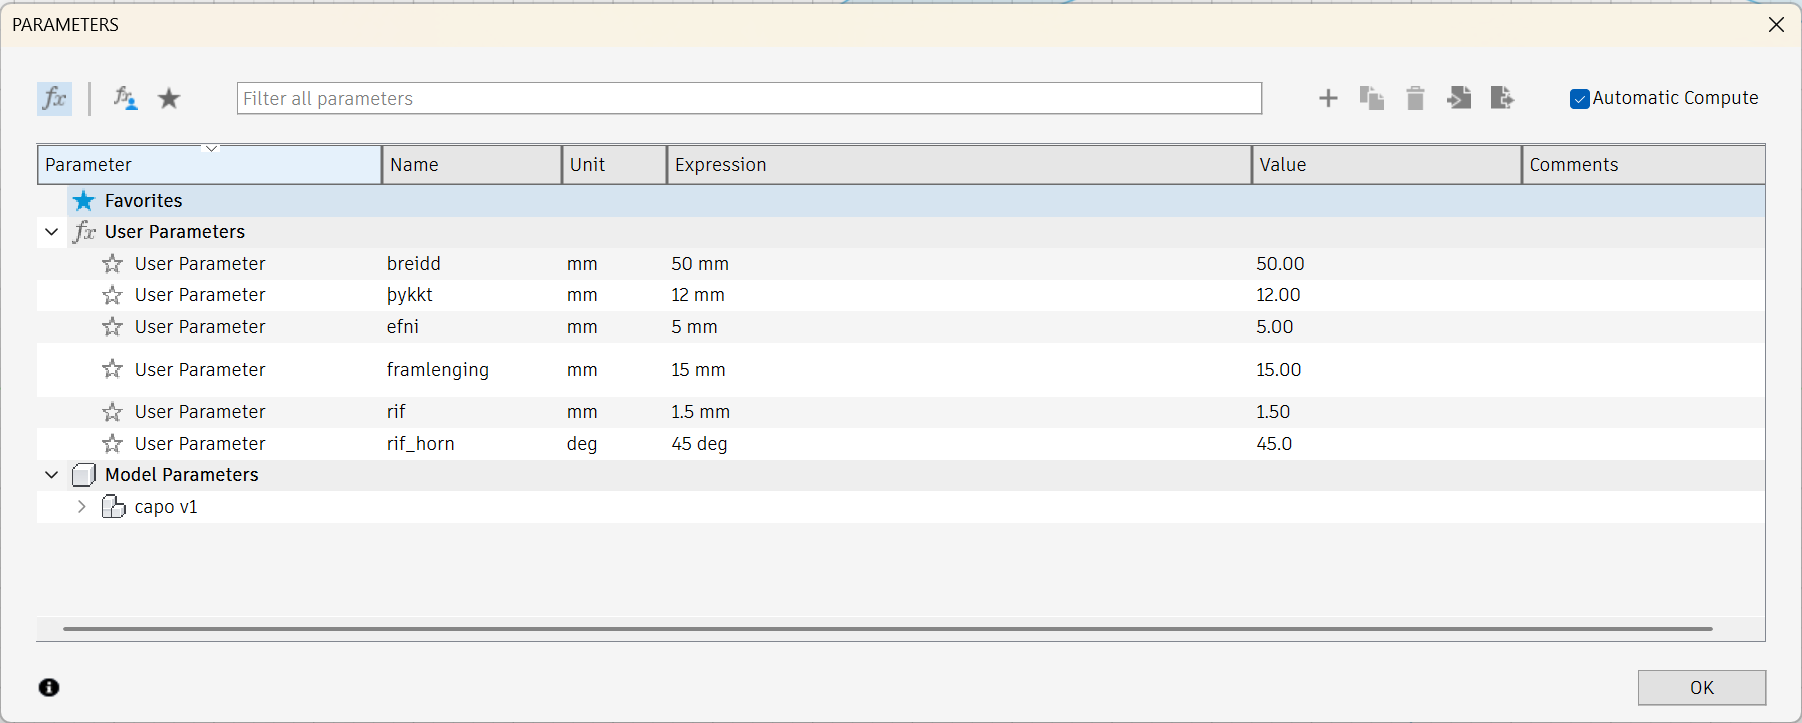 PARAMETERS
fx fx Filter all parameters Automatic Compute
Parameter Name Unit Expression Value Comments
Favorites
fx User Parameters
User Parameter breidd mm 50 mm 50.00
User Parameter þykkt mm 12 mm 12.00
User Parameter efni mm 5 mm 5.00
User Parameter framlenging mm 15 mm 15.00
User Parameter rif mm 1.5 mm 1.50
User Parameter rif_horn deg 45 deg 45.0
Model Parameters
capo v1
OK